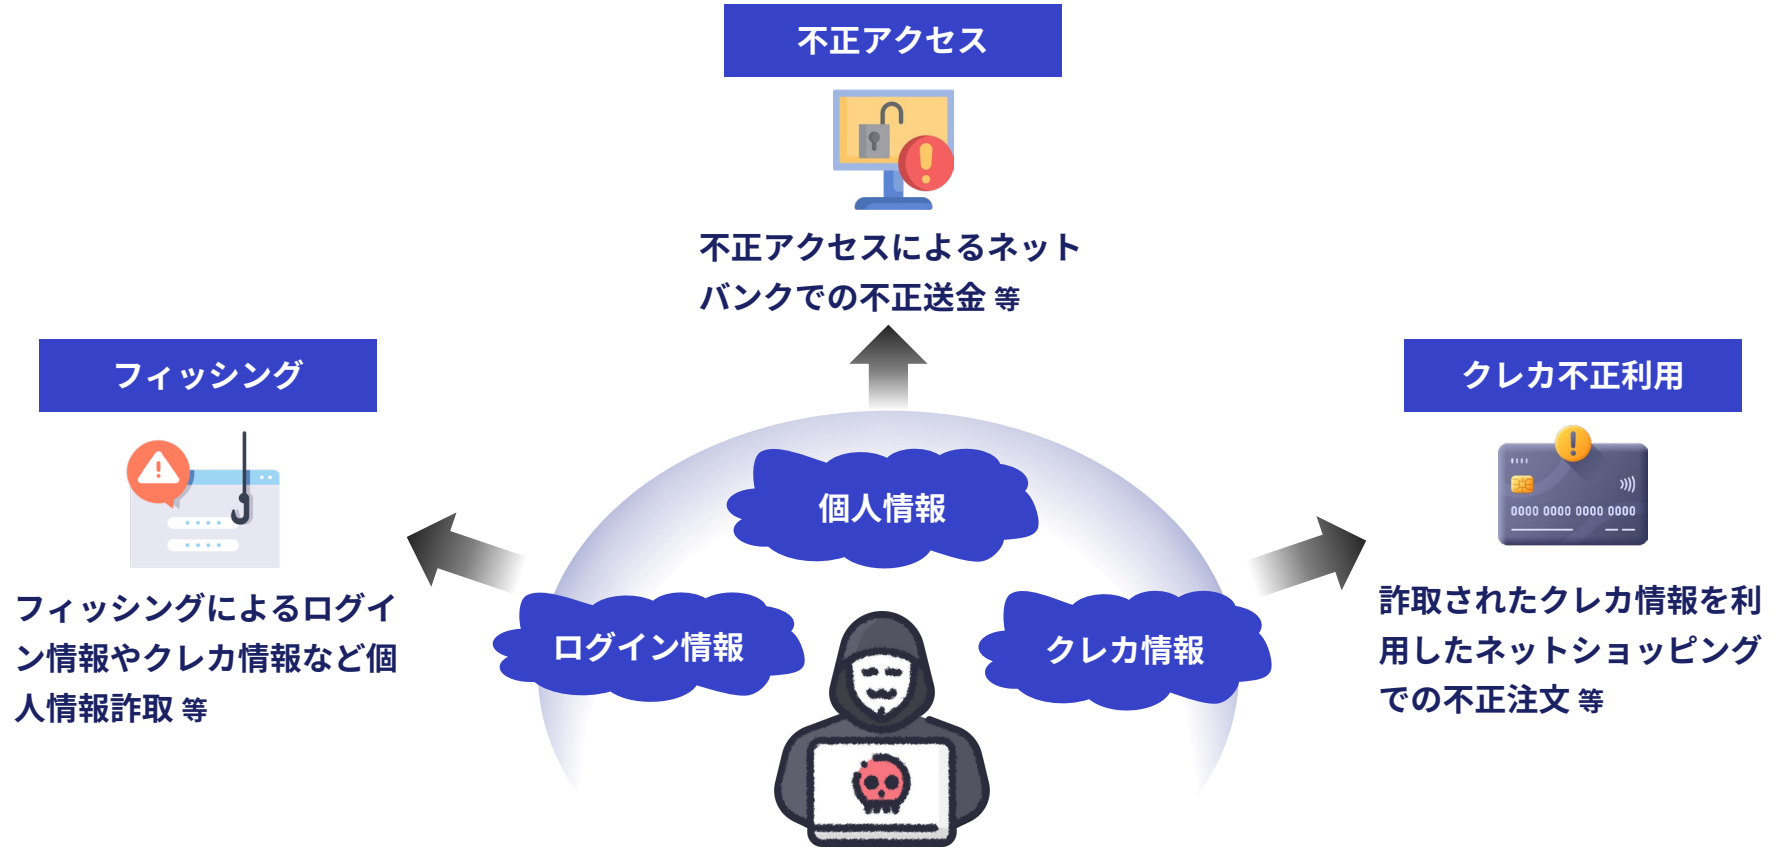 不正アクセス
不正アクセスによるネット
バンクでの不正送金 等
フィッシング
フィッシングによるログイ
ン情報やクレカ情報など個
人情報詐取 等
クレカ不正利用
0000 0000 0000 0000
詐取されたクレカ情報を利
用したネットショッピング
での不正注文 等
個人情報
ログイン情報
クレカ情報